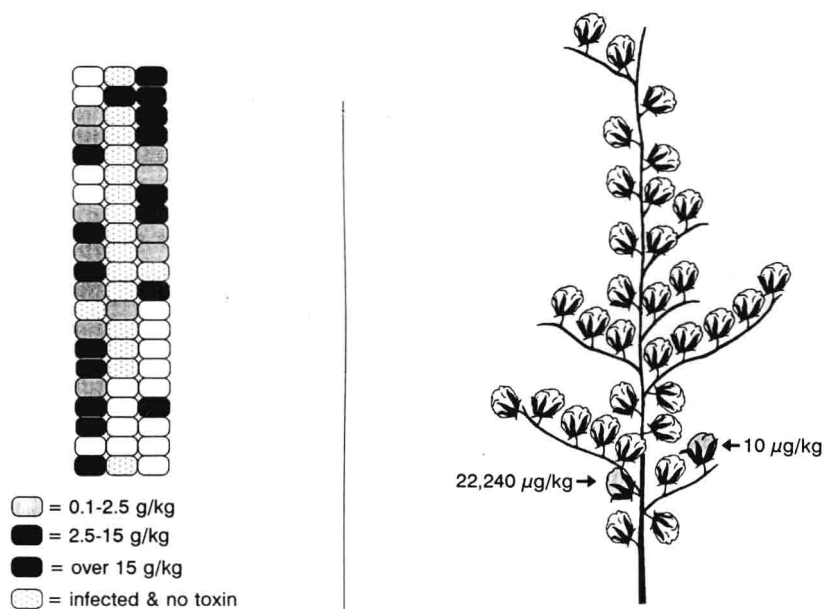 = 0.1-2.5 g/kg
= 2.5-15 g/kg
= over 15 g/kg
= infected & no toxin
10 µg/kg
22,240 µg/kg